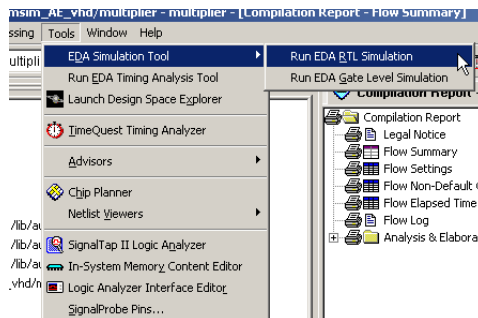 msim_AE_vhd/multiplier - multiplier - [Compilation Report - Flow Summary]
ssing Tools Window Help
ultipli
EDA Simulation Tool
Run EDA RTL Simulation
Run EDA Timing Analysis Tool
Run EDA Gate Level Simulation
Launch Design Space Explorer
Compilation Report -
TimeQuest Timing Analyzer
Advisors
Chip Planner
Netlist Viewers
SignalTap II Logic Analyzer
In-System Memory Content Editor
Logic Analyzer Interface Editor
SignalProbe Pins...
/lib/au
/lib/au
/lib/au
_vhd/m
Compilation Report
Legal Notice
Flow Summary
Flow Settings
Flow Non-Default
Flow Elapsed Time
Flow Log
Analysis & Elabora